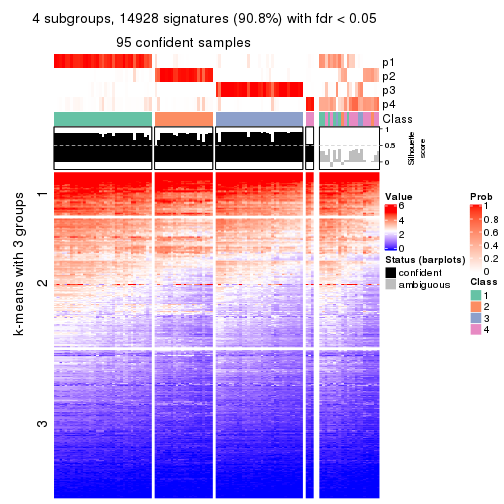 4 subgroups, 14928 signatures (90.8%) with fdr < 0.05
95 confident samples
p1
p2
p3
p4
Class
1
0.5
0
Silhouette
score
k-means with 3 groups
1
2
3
Value
6
4
2
0
Status (barplots)
confident
ambiguous
Prob
1
0.8
0.6
0.4
0.2
0
Class
1
2
3
4